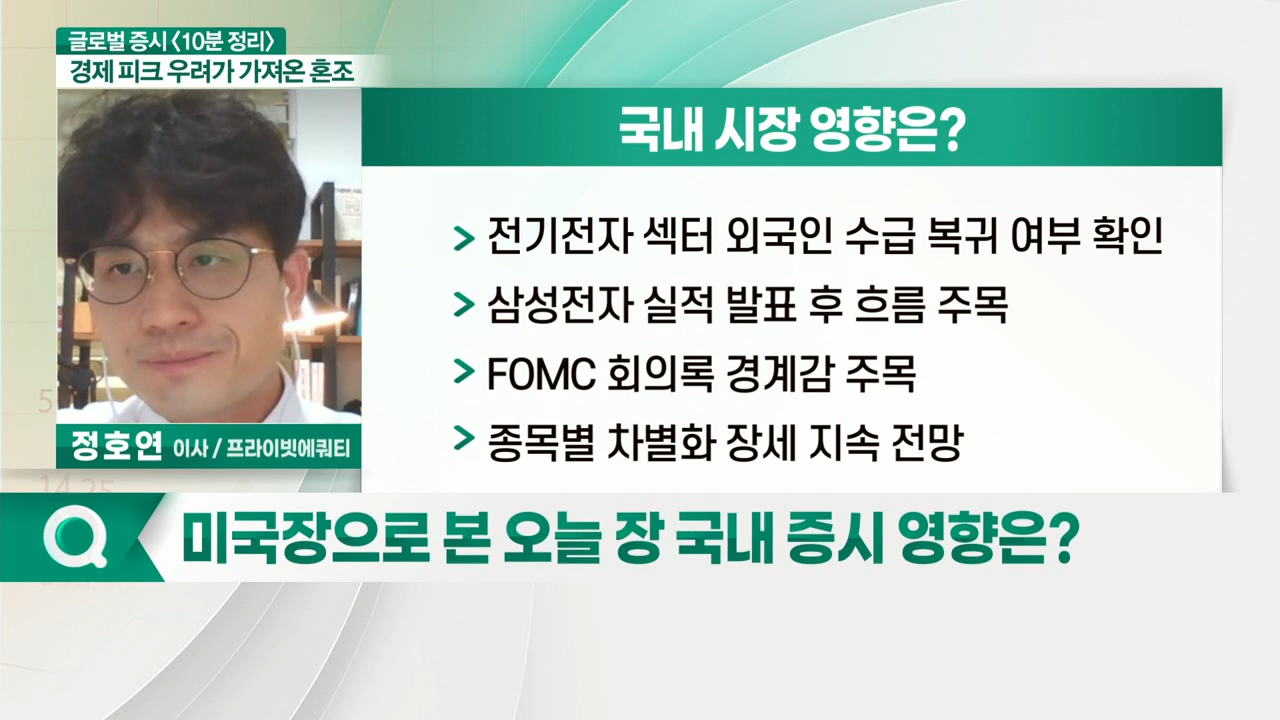 글로벌 증시 <10분 정리>
경제 피크 우려가 가져온 혼조
국내 시장 영향은?
> 전기전자 섹터 외국인 수급 복귀 여부 확인
> 삼성전자 실적 발표 후 흐름 주목
> FOMC 회의록 경계감 주목
> 종목별 차별화 장세 지속 전망
정호연 이사 / 프라이빗에쿼티
Q 미국장으로 본 오늘 장 국내 증시 영향은?